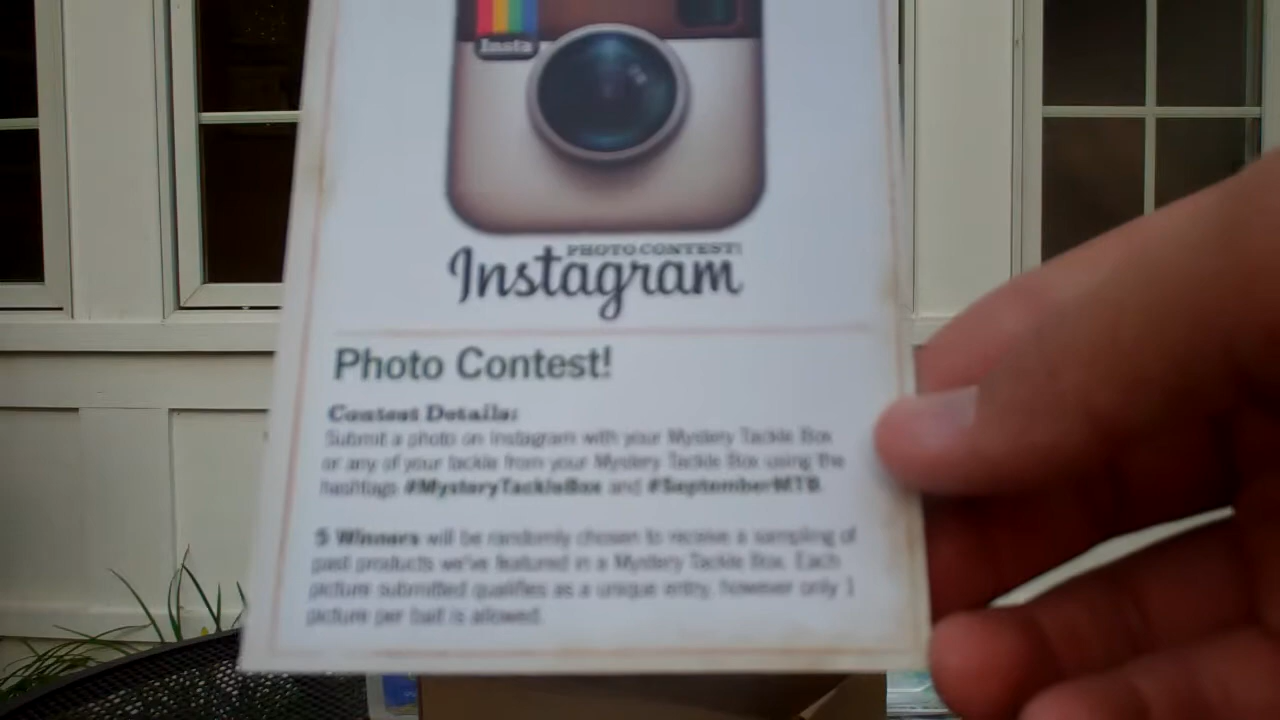 Insta
PHOTO CONTEST!
Instagram
Photo Contest!
Contest Details:
Submit a photo on Instagram with your Mystery Tackle Box
or any of your tackle from your Mystery Tackle Box using the
hashtags #MysteryTackleBox and #SeptemberMTB.
5 Winners will be randomly chosen to receive a sampling of
past products we've featured in a Mystery Tackle Box. Each
picture submitted qualifies as a unique entry, however only 1
picture per bait is allowed.